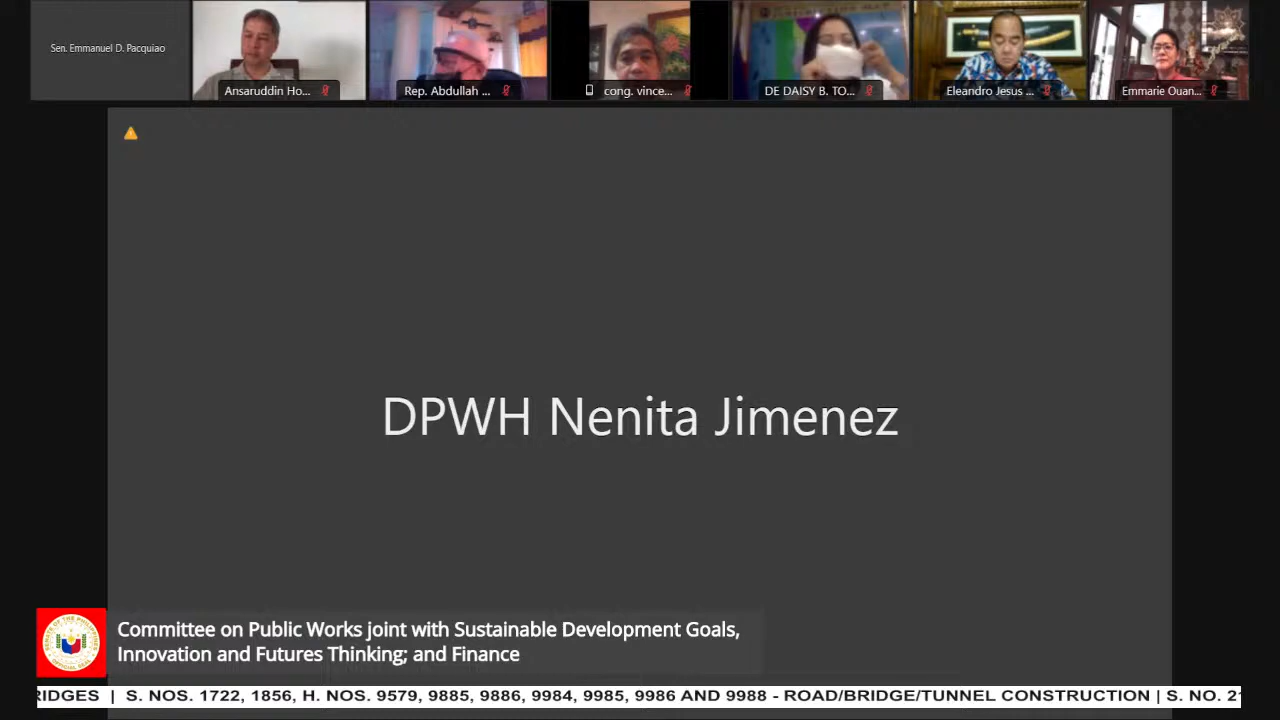 Sen. Emmanuel D. Pacquiao
Ansaruddin Ho...
Rep. Abdullah ...
cong. vince...
DE DAISY B. TO...
Eleandro Jesus ...
Emmarie Ouan...
DPWH Nenita Jimenez
Committee on Public Works joint with Sustainable Development Goals,
Innovation and Futures Thinking; and Finance
RIDGES | S. NOS. 1722, 1856, H. NOS. 9579, 9885, 9886, 9984, 9985, 9986 AND 9988 - ROAD/BRIDGE/TUNNEL CONSTRUCTION | S. NO. 2